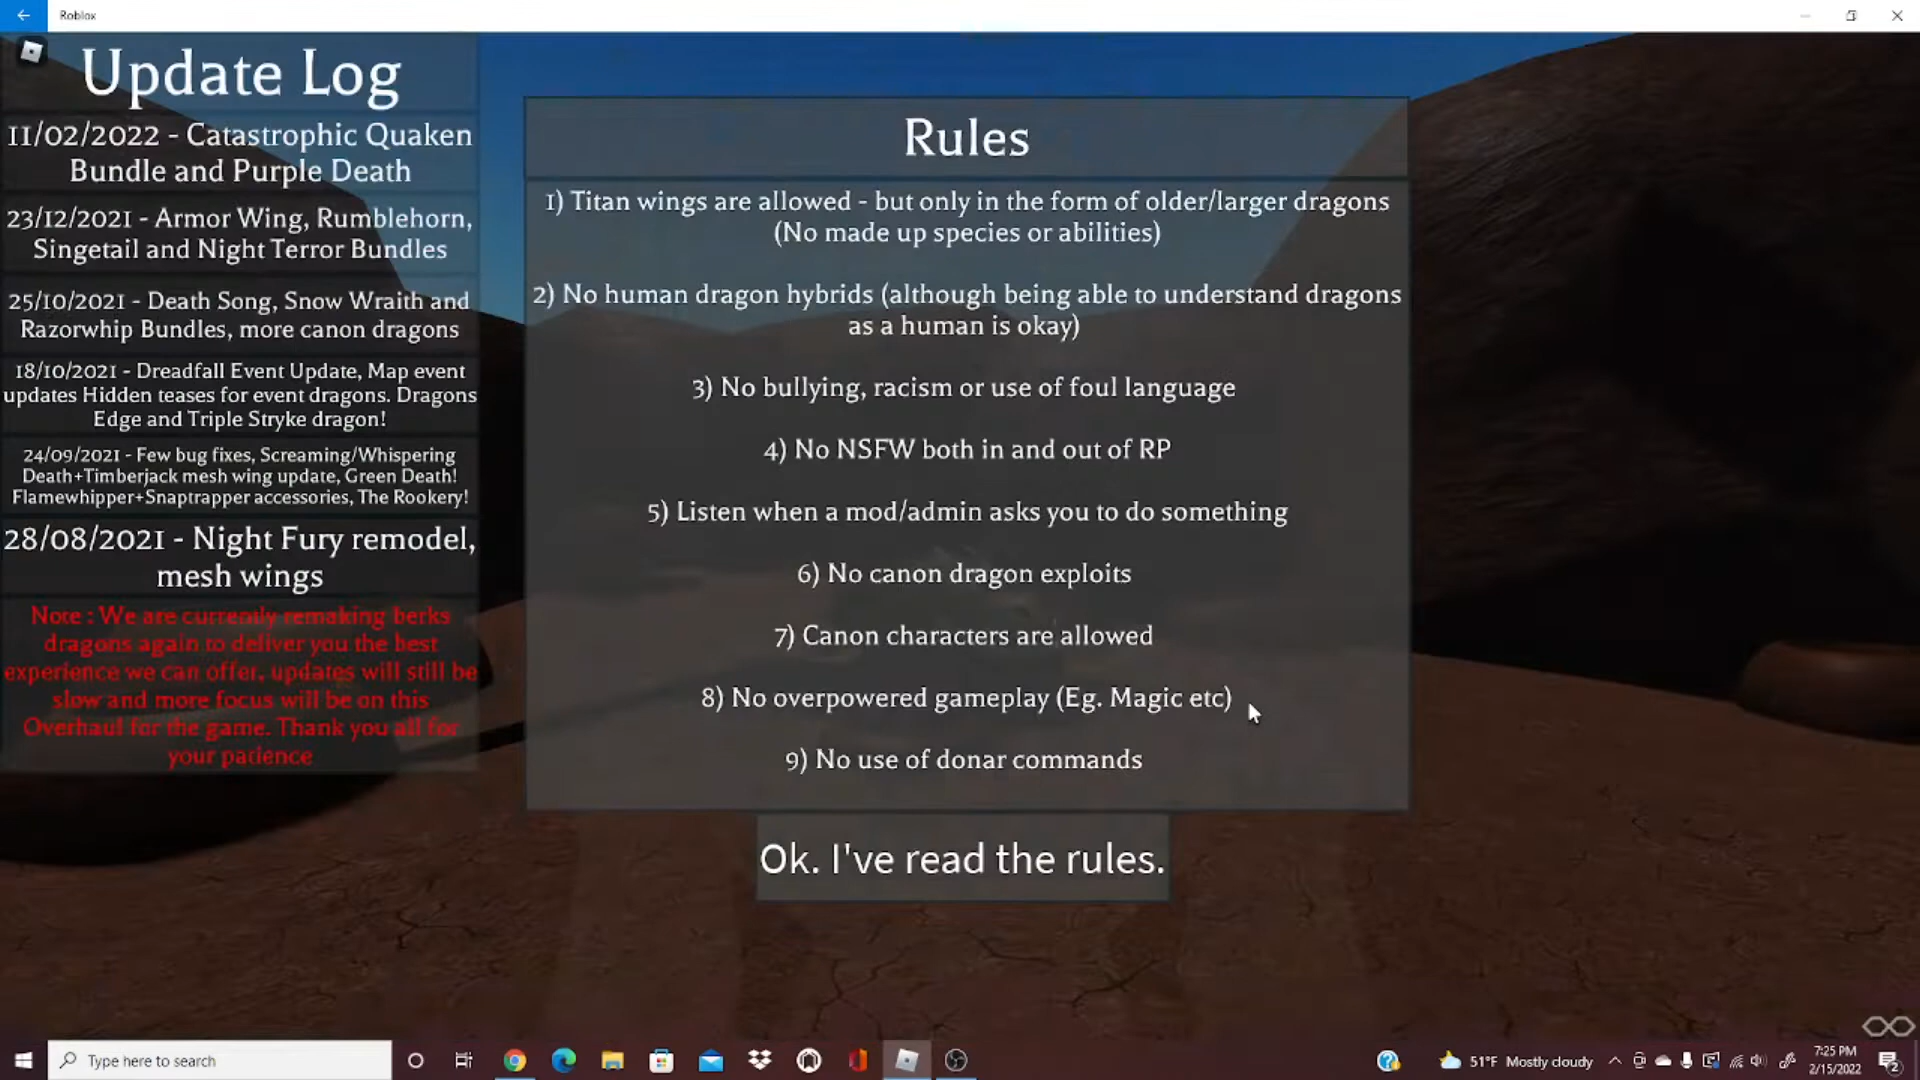 Roblox
Update Log
11/02/2022 - Catastrophic Quaken
Bundle and Purple Death
23/12/2021 - Armor Wing, Rumblehorn,
Singetail and Night Terror Bundles
25/10/2021 - Death Song, Snow Wraith and
Razorwhip Bundles, more canon dragons
18/10/2021 - Dreadfall Event Update, Map event
updates Hidden teases for event dragons. Dragons
Edge and Triple Stryke dragon!
24/09/2021 - Few bug fixes, Screaming/Whispering
Death+Timberjack mesh wing update, Green Death!
Flamewhipper+Snaptrapper accessories, The Rookery!
28/08/2021 - Night Fury remodel,
mesh wings
Note : We are currently remaking berks
dragons again to deliver you the best
experience we can offer, updates will still be
slow and more focus will be on this
Overhaul for the game. Thank you all for
your patience
Rules
1) Titan wings are allowed - but only in the form of older/larger dragons
(No made up species or abilities)
2) No human dragon hybrids (although being able to understand dragons
as a human is okay)
3) No bullying, racism or use of foul language
4) No NSFW both in and out of RP
5) Listen when a mod/admin asks you to do something
6) No canon dragon exploits
7) Canon characters are allowed
8) No overpowered gameplay (Eg. Magic etc)
9) No use of donar commands
Ok. I've read the rules.
Type here to search
51°F Mostly cloudy
7:25 PM
2/15/2022
2